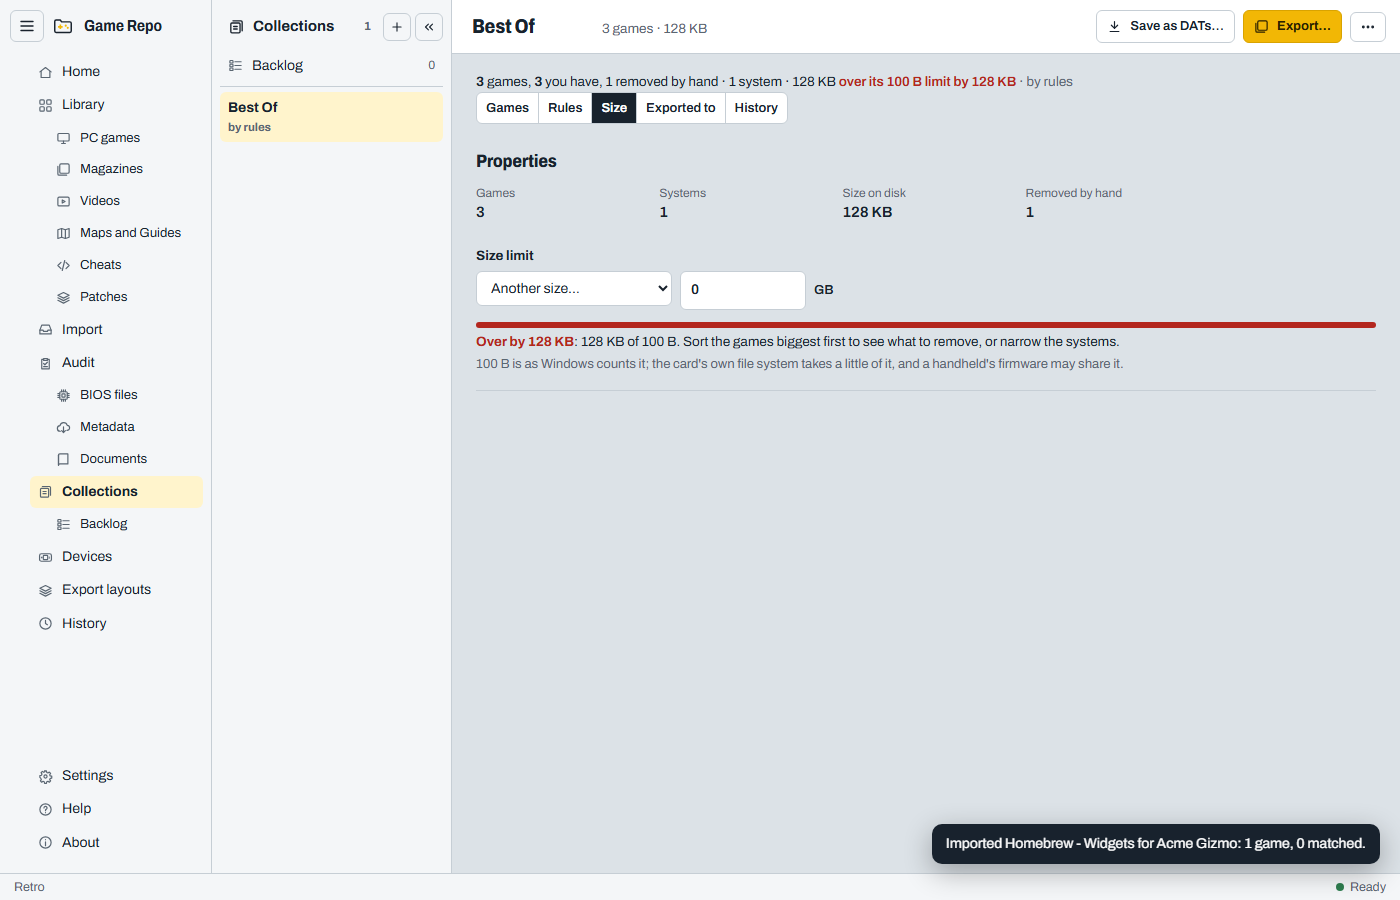 Game Repo
Home
Library
PC games
Magazines
Videos
Maps and Guides
Cheats
Patches
Import
Audit
BIOS files
Metadata
Documents
Collections
Backlog
Devices
Export layouts
History
Settings
Help
About
Collections 1
Backlog 0
Best Of
by rules
Best Of 3 games · 128 KB Save as DATs... Export...
3 games, 3 you have, 1 removed by hand · 1 system · 128 KB over its 100 B limit by 128 KB · by rules
Games Rules Size Exported to History
Properties
Games Systems Size on disk Removed by hand
3 1 128 KB 1
Size limit
Another size... 0 GB
Over by 128 KB: 128 KB of 100 B. Sort the games biggest first to see what to remove, or narrow the systems.
100 B is as Windows counts it; the card's own file system takes a little of it, and a handheld's firmware may share it.
Imported Homebrew - Widgets for Acme Gizmo: 1 game, 0 matched.
Retro Ready